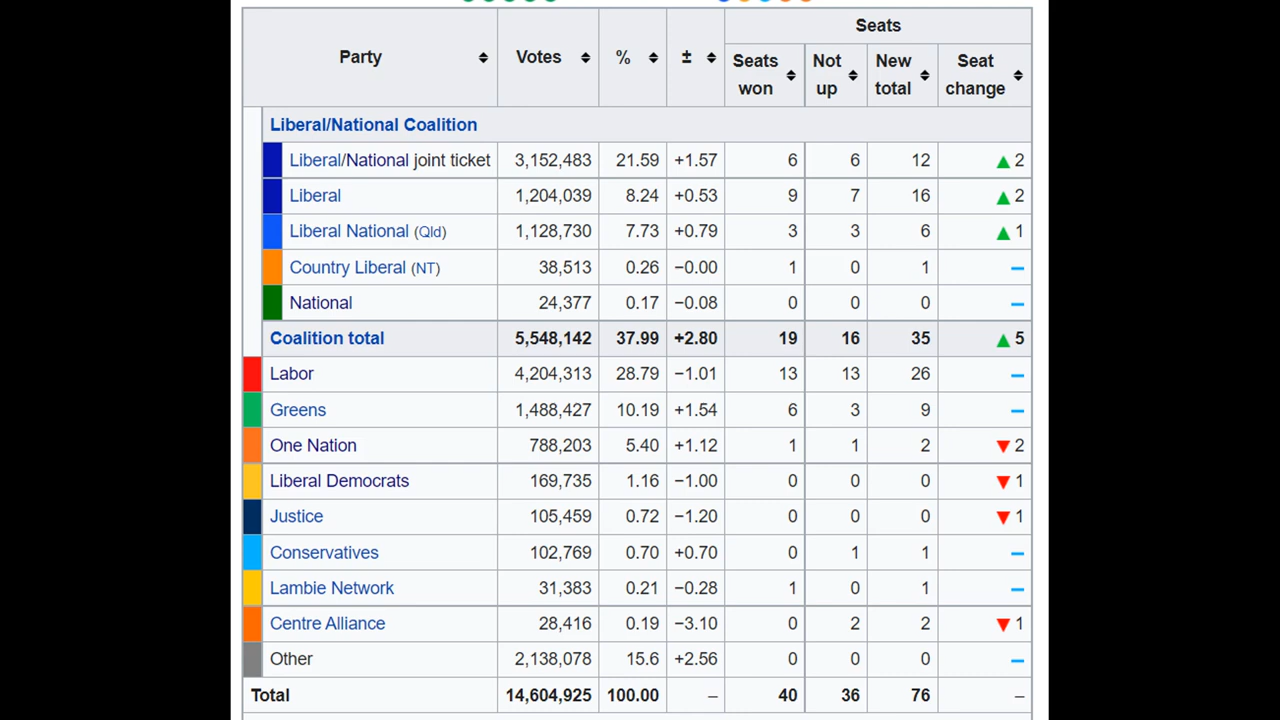 Party Votes % ± Seats
Seats won Not up New total Seat change
Liberal/National Coalition
Liberal/National joint ticket 3,152,483 21.59 +1.57 6 6 12 ▲ 2
Liberal 1,204,039 8.24 +0.53 9 7 16 ▲ 2
Liberal National (Qld) 1,128,730 7.73 +0.79 3 3 6 ▲ 1
Country Liberal (NT) 38,513 0.26 −0.00 1 0 1 –
National 24,377 0.17 −0.08 0 0 0 –
Coalition total 5,548,142 37.99 +2.80 19 16 35 ▲ 5
Labor 4,204,313 28.79 −1.01 13 13 26 –
Greens 1,488,427 10.19 +1.54 6 3 9 –
One Nation 788,203 5.40 +1.12 1 1 2 ▼ 2
Liberal Democrats 169,735 1.16 −1.00 0 0 0 ▼ 1
Justice 105,459 0.72 −1.20 0 0 0 ▼ 1
Conservatives 102,769 0.70 +0.70 0 1 1 –
Lambie Network 31,383 0.21 −0.28 1 0 1 –
Centre Alliance 28,416 0.19 −3.10 0 2 2 ▼ 1
Other 2,138,078 15.6 +2.56 0 0 0 –
Total 14,604,925 100.00 – 40 36 76 –